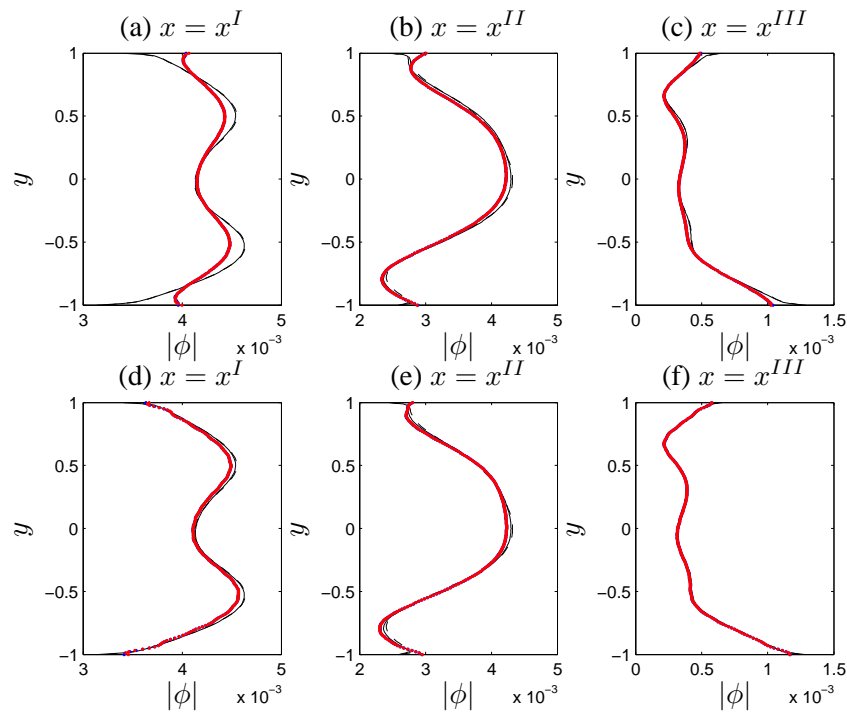 (a) x = x^I
(b) x = x^{II}
(c) x = x^{III}
1
0.5
0
−0.5
−1
y
3
4
5
x 10^{−3}
|ϕ|
1
0.5
0
−0.5
−1
y
2
3
4
5
x 10^{−3}
|ϕ|
1
0.5
0
−0.5
−1
y
0
0.5
1
1.5
x 10^{−3}
|ϕ|
(d) x = x^I
(e) x = x^{II}
(f) x = x^{III}
1
0.5
0
−0.5
−1
y
3
4
5
x 10^{−3}
|ϕ|
1
0.5
0
−0.5
−1
y
2
3
4
5
x 10^{−3}
|ϕ|
1
0.5
0
−0.5
−1
y
0
0.5
1
1.5
x 10^{−3}
|ϕ|